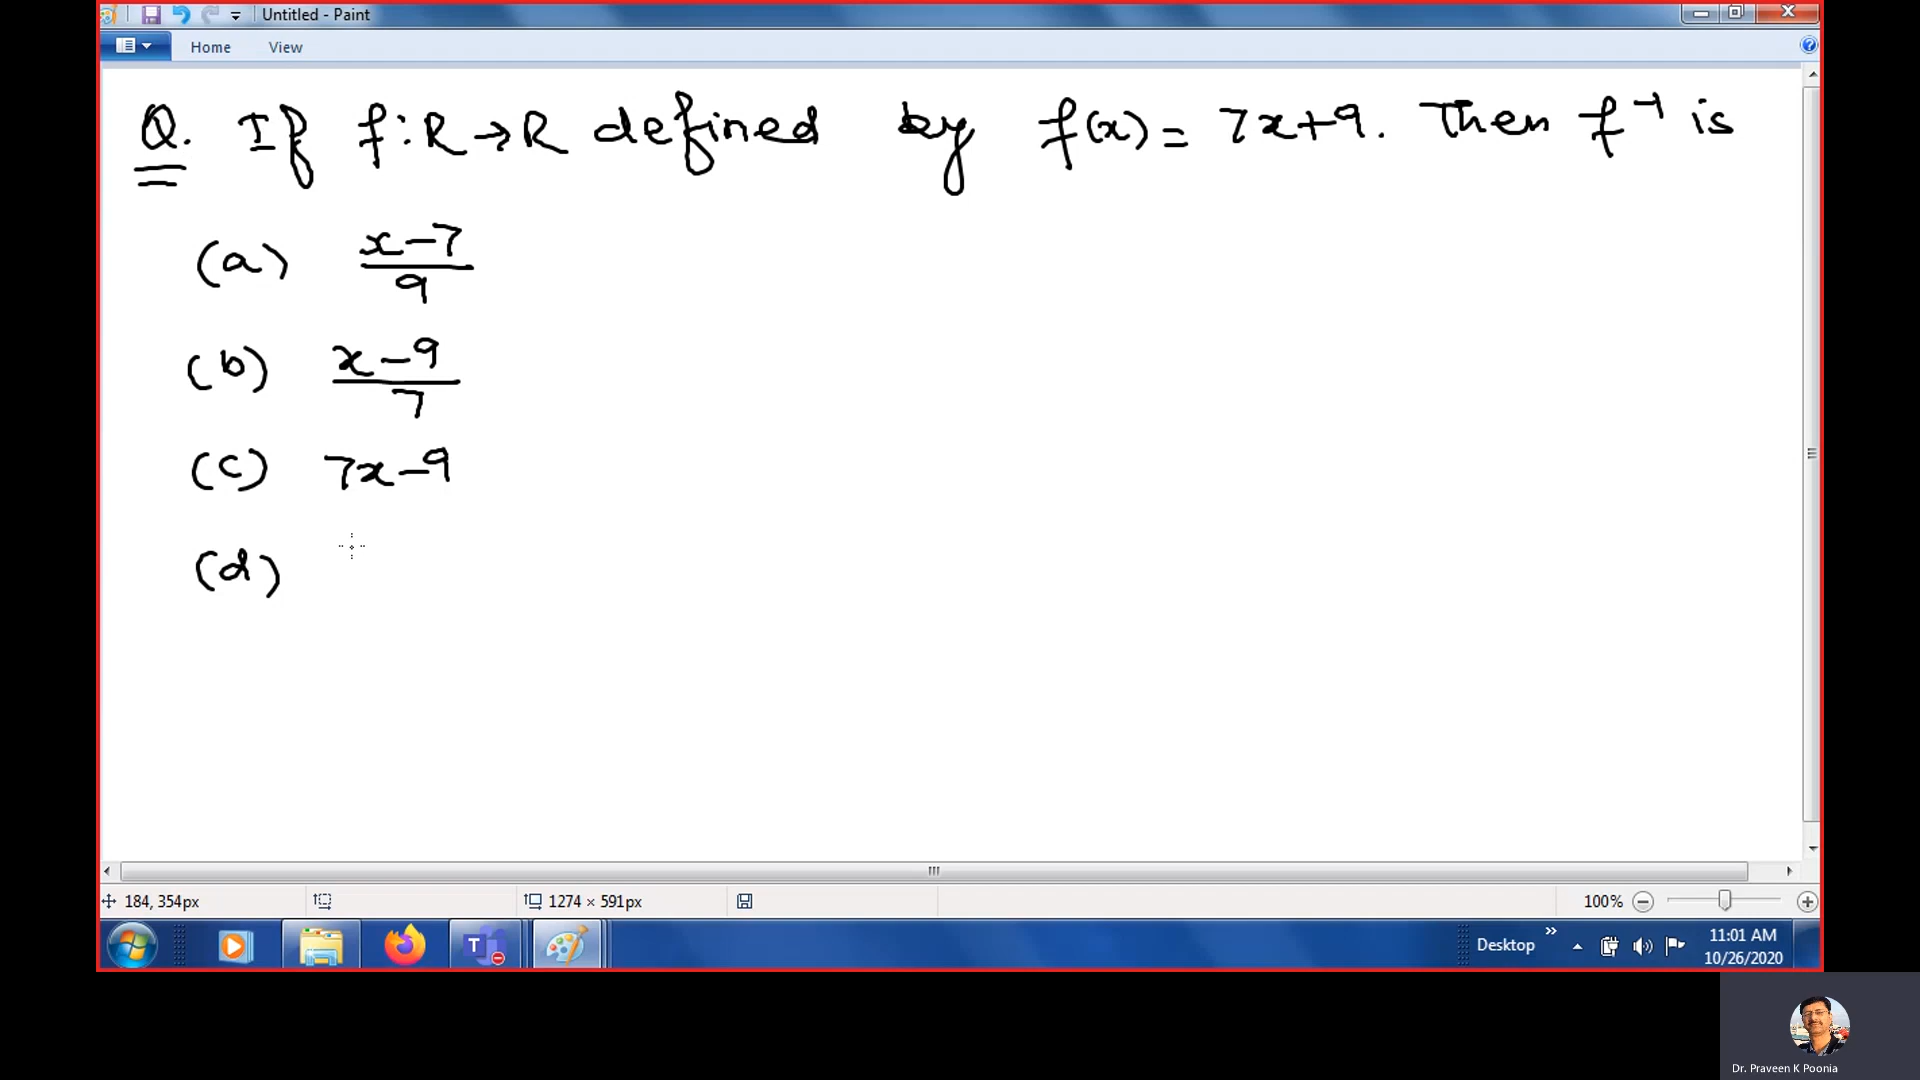 Untitled - Paint
Home View
Q. If f:R→R defined by f(x) = 7x+9. Then f⁻¹ is
(a) x-7/9
(b) x-9/7
(c) 7x-9
(d)
184, 354px 1274 × 591px 100%
Desktop 11:01 AM
10/26/2020
Dr. Praveen K Poonia